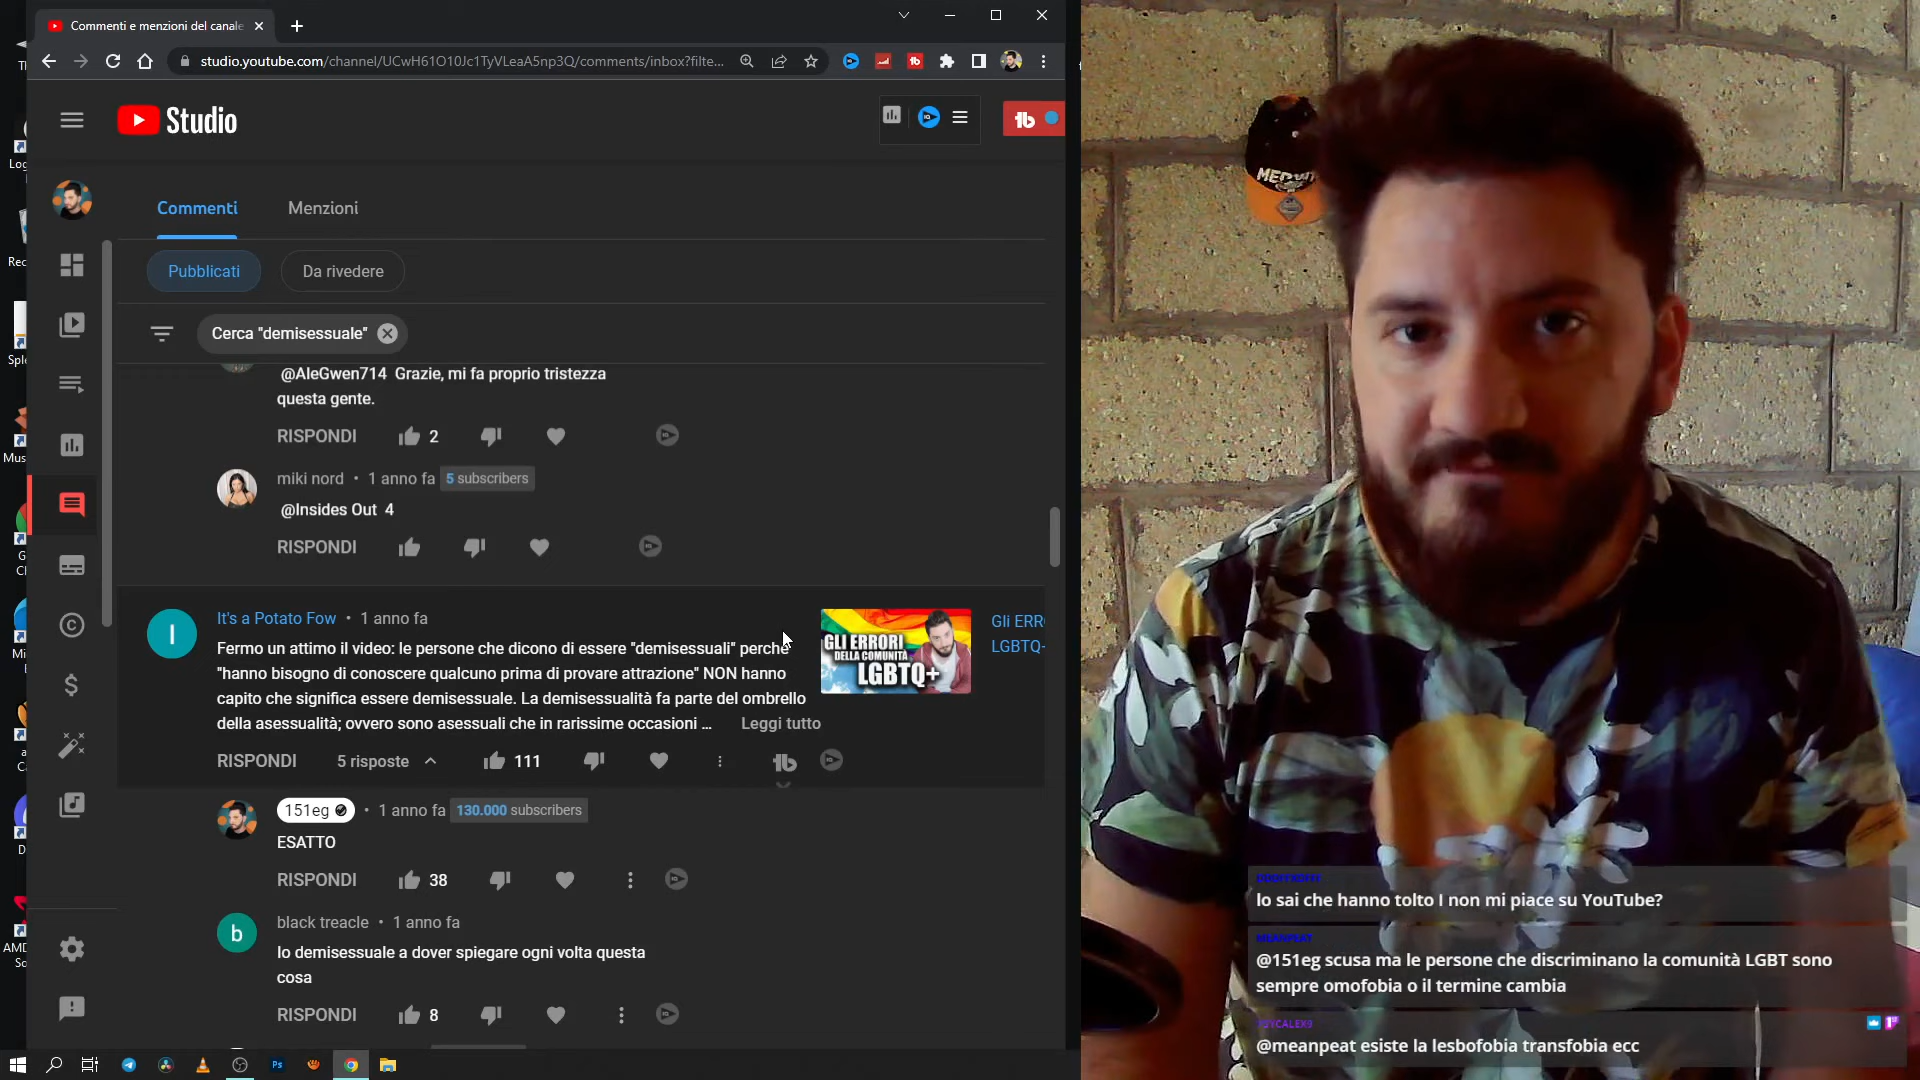 Commenti e menzioni del canale
studio.youtube.com/channel/UCwH61O10Jc1TyVLeaA5np3Q/comments/inbox?filte...
Studio
Commenti
Menzioni
Pubblicati
Da rivedere
Cerca "demisessuale"
@AleGwen714 Grazie, mi fa proprio tristezza
questa gente.
RISPONDI
2
miki nord • 1 anno fa 5 subscribers
@Insides Out 4
RISPONDI
It's a Potato Fow • 1 anno fa
Fermo un attimo il video: le persone che dicono di essere "demisessuali" perchè
"hanno bisogno di conoscere qualcuno prima di provare attrazione" NON hanno
capito che significa essere demisessuale. La demisessualità fa parte del ombrello
della asessualità; ovvero sono asessuali che in rarissime occasioni ...
Leggi tutto
GLI ERRORI
DELLA COMUNITÀ
LGBTQ+
Gli ERR
LGBTQ+
RISPONDI
5 risposte
111
151eg • 1 anno fa 130.000 subscribers
ESATTO
RISPONDI
38
black treacle • 1 anno fa
Io demisessuale a dover spiegare ogni volta questa
cosa
RISPONDI
8
lo sai che hanno tolto I non mi piace su YouTube?
@151eg scusa ma le persone che discriminano la comunità LGBT sono
sempre omofobia o il termine cambia
@meanpeat esiste la lesbofobia transfobia ecc